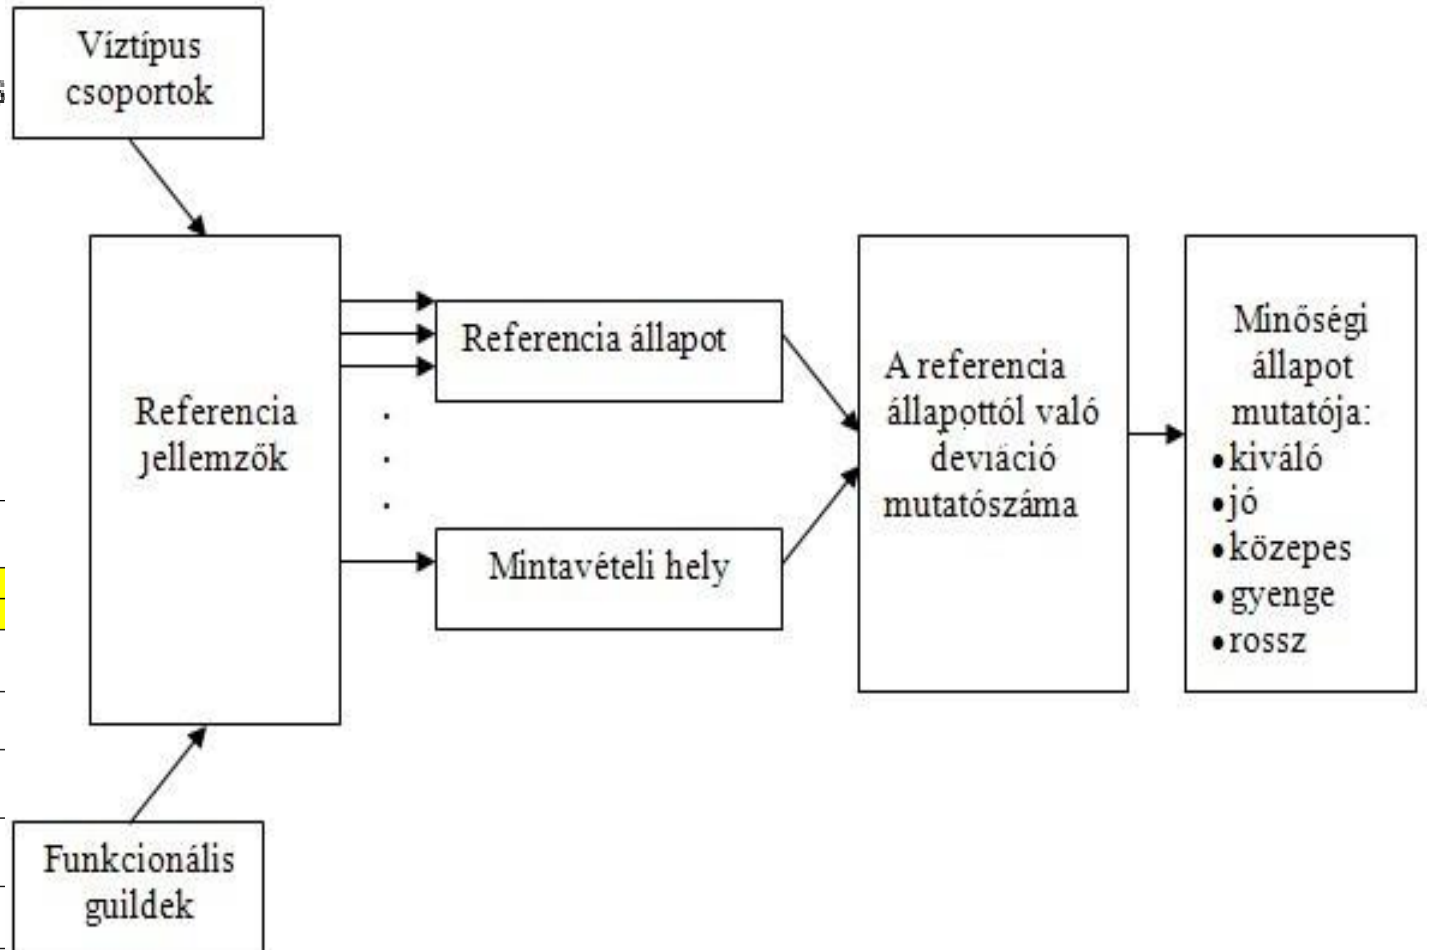 Víztípus
csoportok
Referencia
jellemzők
Referencia állapot
Mintavételi hely
A referencia
állapottól való
deviáció
mutatószáma
Minőségi
állapot
mutatója:
•kiváló
•jó
•közepes
•gyenge
•rossz
Funkcionális
guildek